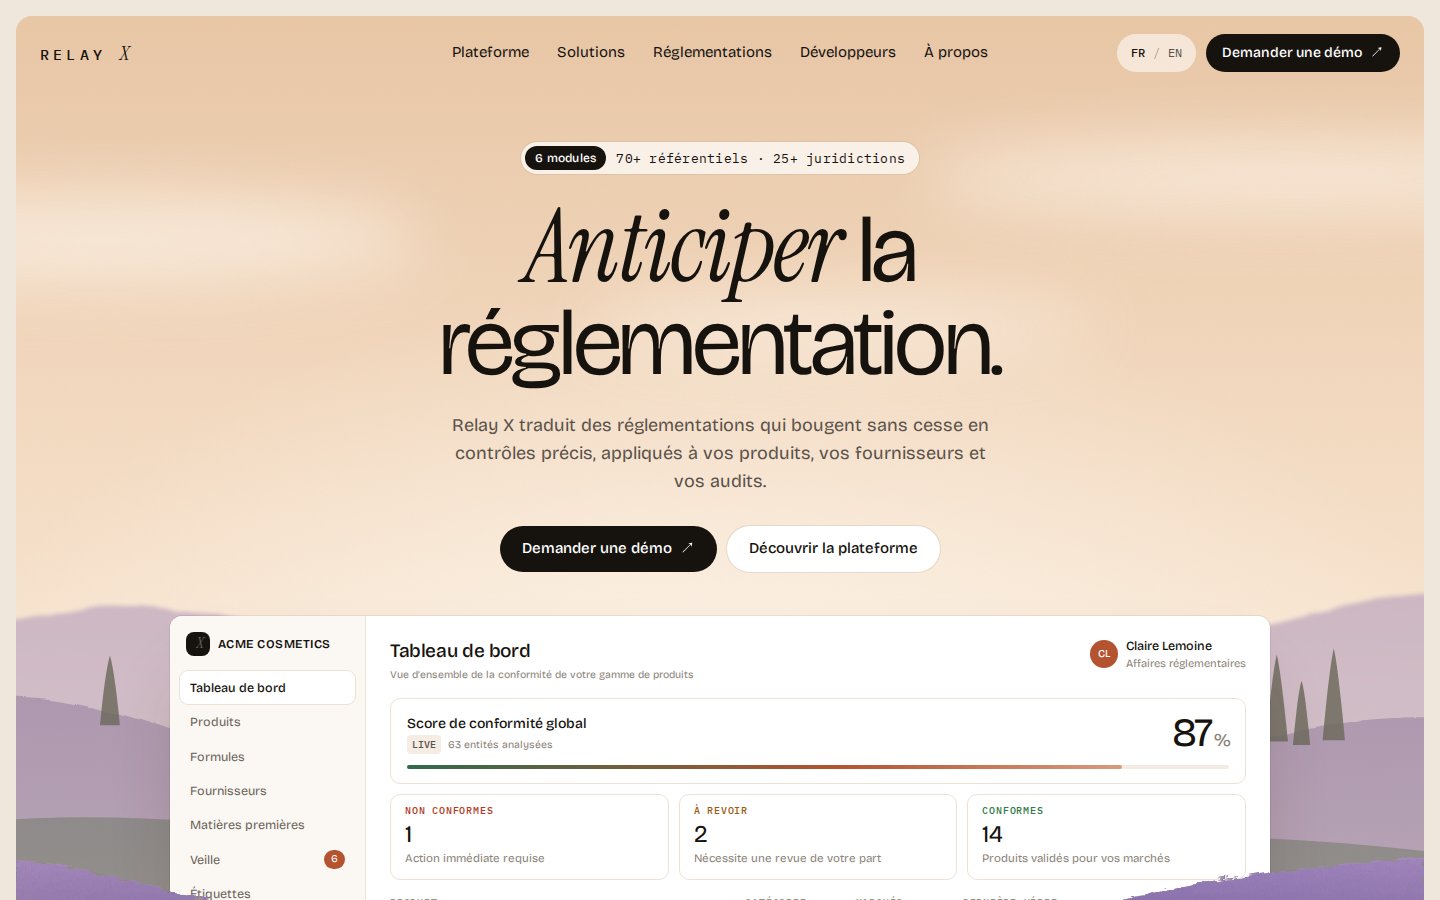 RELAY X
Plateforme Solutions Réglementations Développeurs À propos
FR / EN
Demander une démo ↗
6 modules 70+ référentiels · 25+ juridictions
Anticiper la
réglementation.
Relay X traduit des réglementations qui bougent sans cesse en
contrôles précis, appliqués à vos produits, vos fournisseurs et
vos audits.
Demander une démo ↗
Découvrir la plateforme
X ACME COSMETICS
Tableau de bord
Produits
Formules
Fournisseurs
Matières premières
Veille 6
Étiquettes
Tableau de bord
Vue d'ensemble de la conformité de votre gamme de produits
CL Claire Lemoine
Affaires réglementaires
Score de conformité global
LIVE 63 entités analysées
87%
NON CONFORMES
1
Action immédiate requise
À REVOIR
2
Nécessite une revue de votre part
CONFORMES
14
Produits validés pour vos marchés